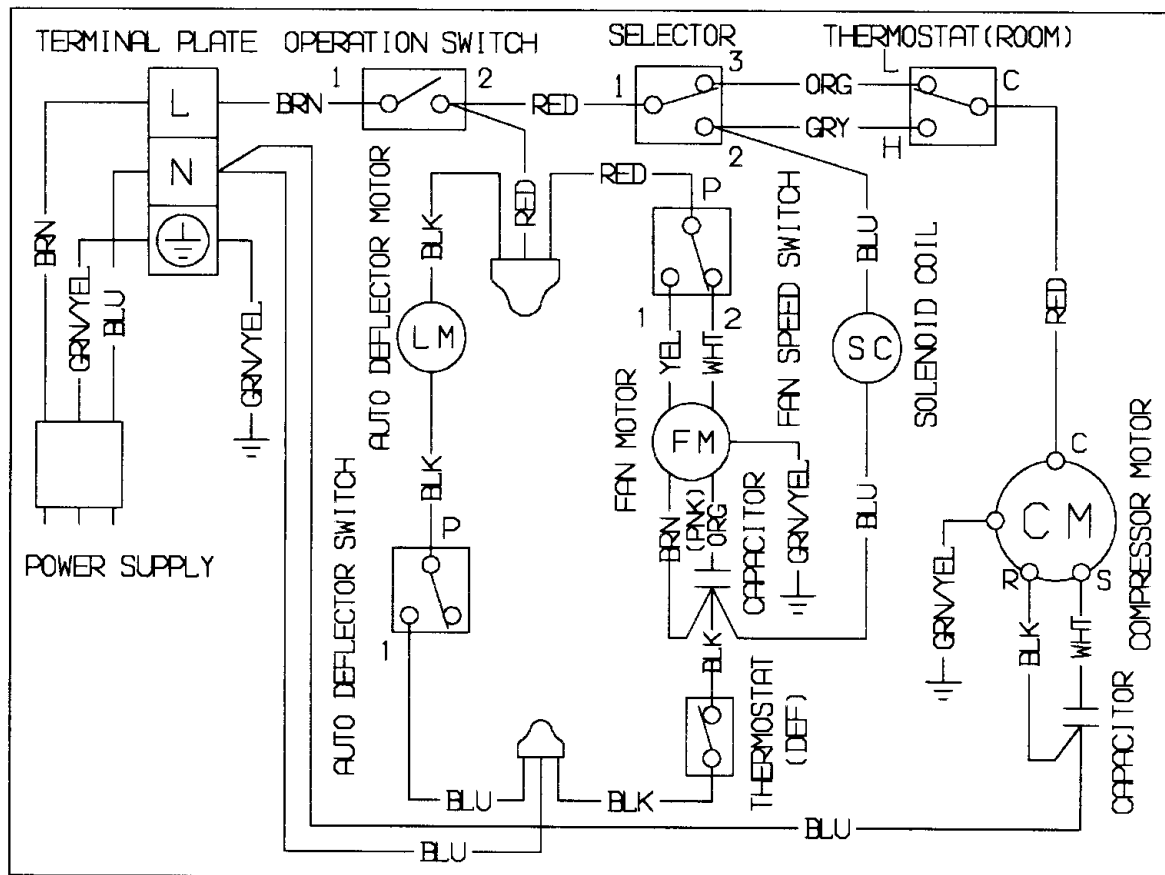 TERMINAL PLATE
OPERATION SWITCH
SELECTOR
THERMOSTAT(ROOM)
L
N
BRN
1
2
RED
1
3
2
ORG
GRY
L
H
C
BRN
GRN/YEL
BLU
GRN/YEL
POWER SUPPLY
AUTO DEFLECTOR MOTOR
BLK
RED
RED
LM
BLK
AUTO DEFLECTOR SWITCH
P
1
P
1
2
YEL
WHT
FAN SPEED SWITCH
FAN MOTOR
FM
BRN
(PNK)
ORG
CAPACITOR
GRN/YEL
BLU
SC
SOLENOID COIL
BLU
RED
C
CM
R
S
COMPRESSOR MOTOR
GRN/YEL
BLK
WHT
CAPACITOR
BLK
THERMOSTAT
(DEF)
BLU
BLK
BLU
BLU